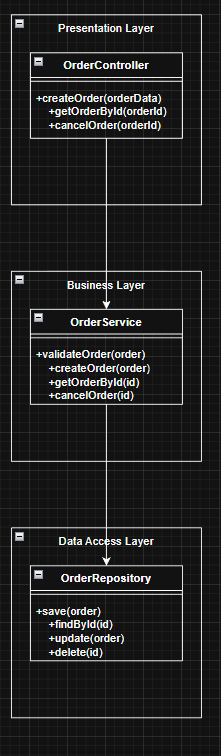 Presentation Layer
OrderController
+createOrder(orderData)
+getOrderById(orderId)
+cancelOrder(orderId)
Business Layer
OrderService
+validateOrder(order)
+createOrder(order)
+getOrderById(id)
+cancelOrder(id)
Data Access Layer
OrderRepository
+save(order)
+findById(id)
+update(order)
+delete(id)